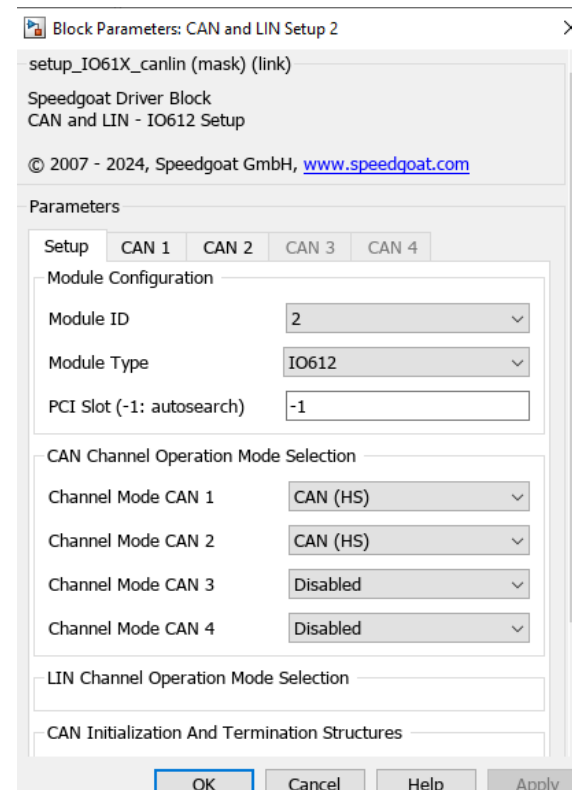 Block Parameters: CAN and LIN Setup 2
setup_IO61X_canlin (mask) (link)
Speedgoat Driver Block
CAN and LIN - IO612 Setup
© 2007 - 2024, Speedgoat GmbH, www.speedgoat.com
Parameters
Setup CAN 1 CAN 2 CAN 3 CAN 4
Module Configuration
Module ID 2
Module Type IO612
PCI Slot (-1: autosearch) -1
CAN Channel Operation Mode Selection
Channel Mode CAN 1 CAN (HS)
Channel Mode CAN 2 CAN (HS)
Channel Mode CAN 3 Disabled
Channel Mode CAN 4 Disabled
LIN Channel Operation Mode Selection
CAN Initialization And Termination Structures
OK Cancel Help Apply